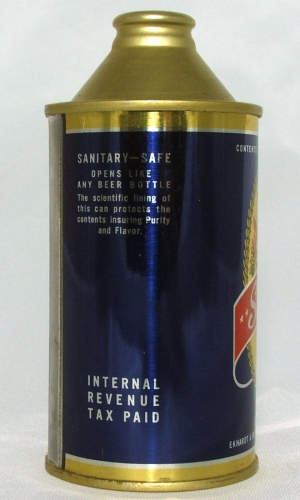 SANITARY—SAFE
OPENS LIKE
ANY BEER BOTTLE
The scientific lining of
this can protects the
contents insuring Purity
and Flavor.
INTERNAL
REVENUE
TAX PAID
CONTENTS
EKHARDT &